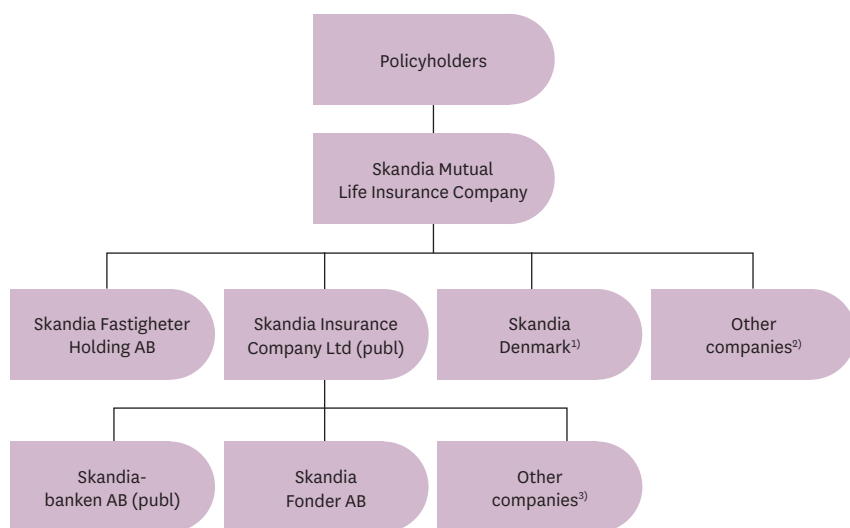 Policyholders
Skandia Mutual
Life Insurance Company
Skandia Fastigheter
Holding AB
Skandia Insurance
Company Ltd (publ)
Skandia
Denmark¹⁾
Other
companies²⁾
Skandia-
banken AB (publ)
Skandia
Fonder AB
Other
companies³⁾